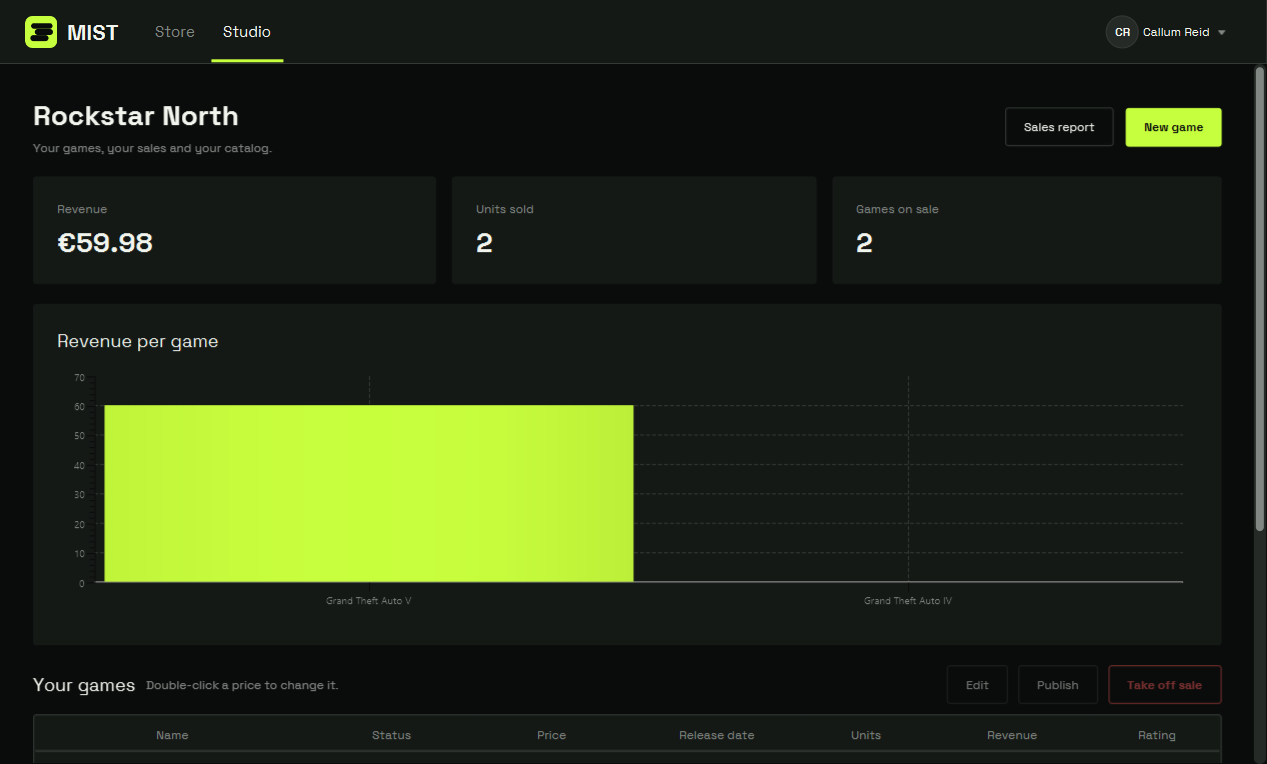 MIST Store Studio CR Callum Reid
Rockstar North
Your games, your sales and your catalog.
Sales report New game
Revenue Units sold Games on sale
€59.98 2 2
Revenue per game
70
60
50
40
30
20
10
0
Grand Theft Auto V Grand Theft Auto IV
Your games Double-click a price to change it. Edit Publish Take off sale
Name Status Price Release date Units Revenue Rating